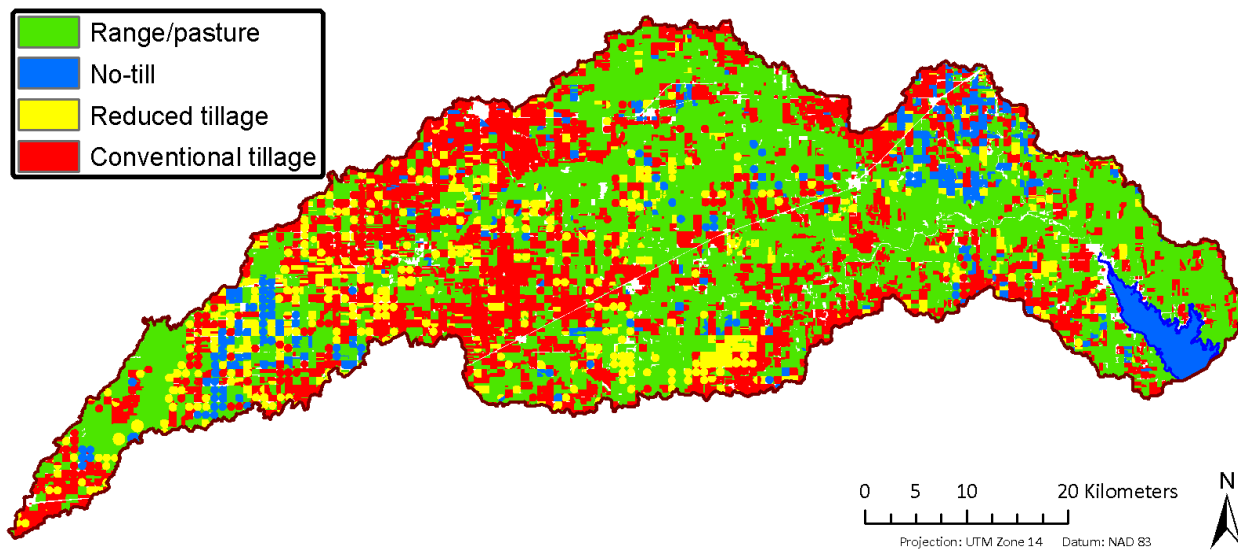 Range/pasture
No-till
Reduced tillage
Conventional tillage
0 5 10 20 Kilometers
Projection: UTM Zone 14 Datum: NAD 83
N